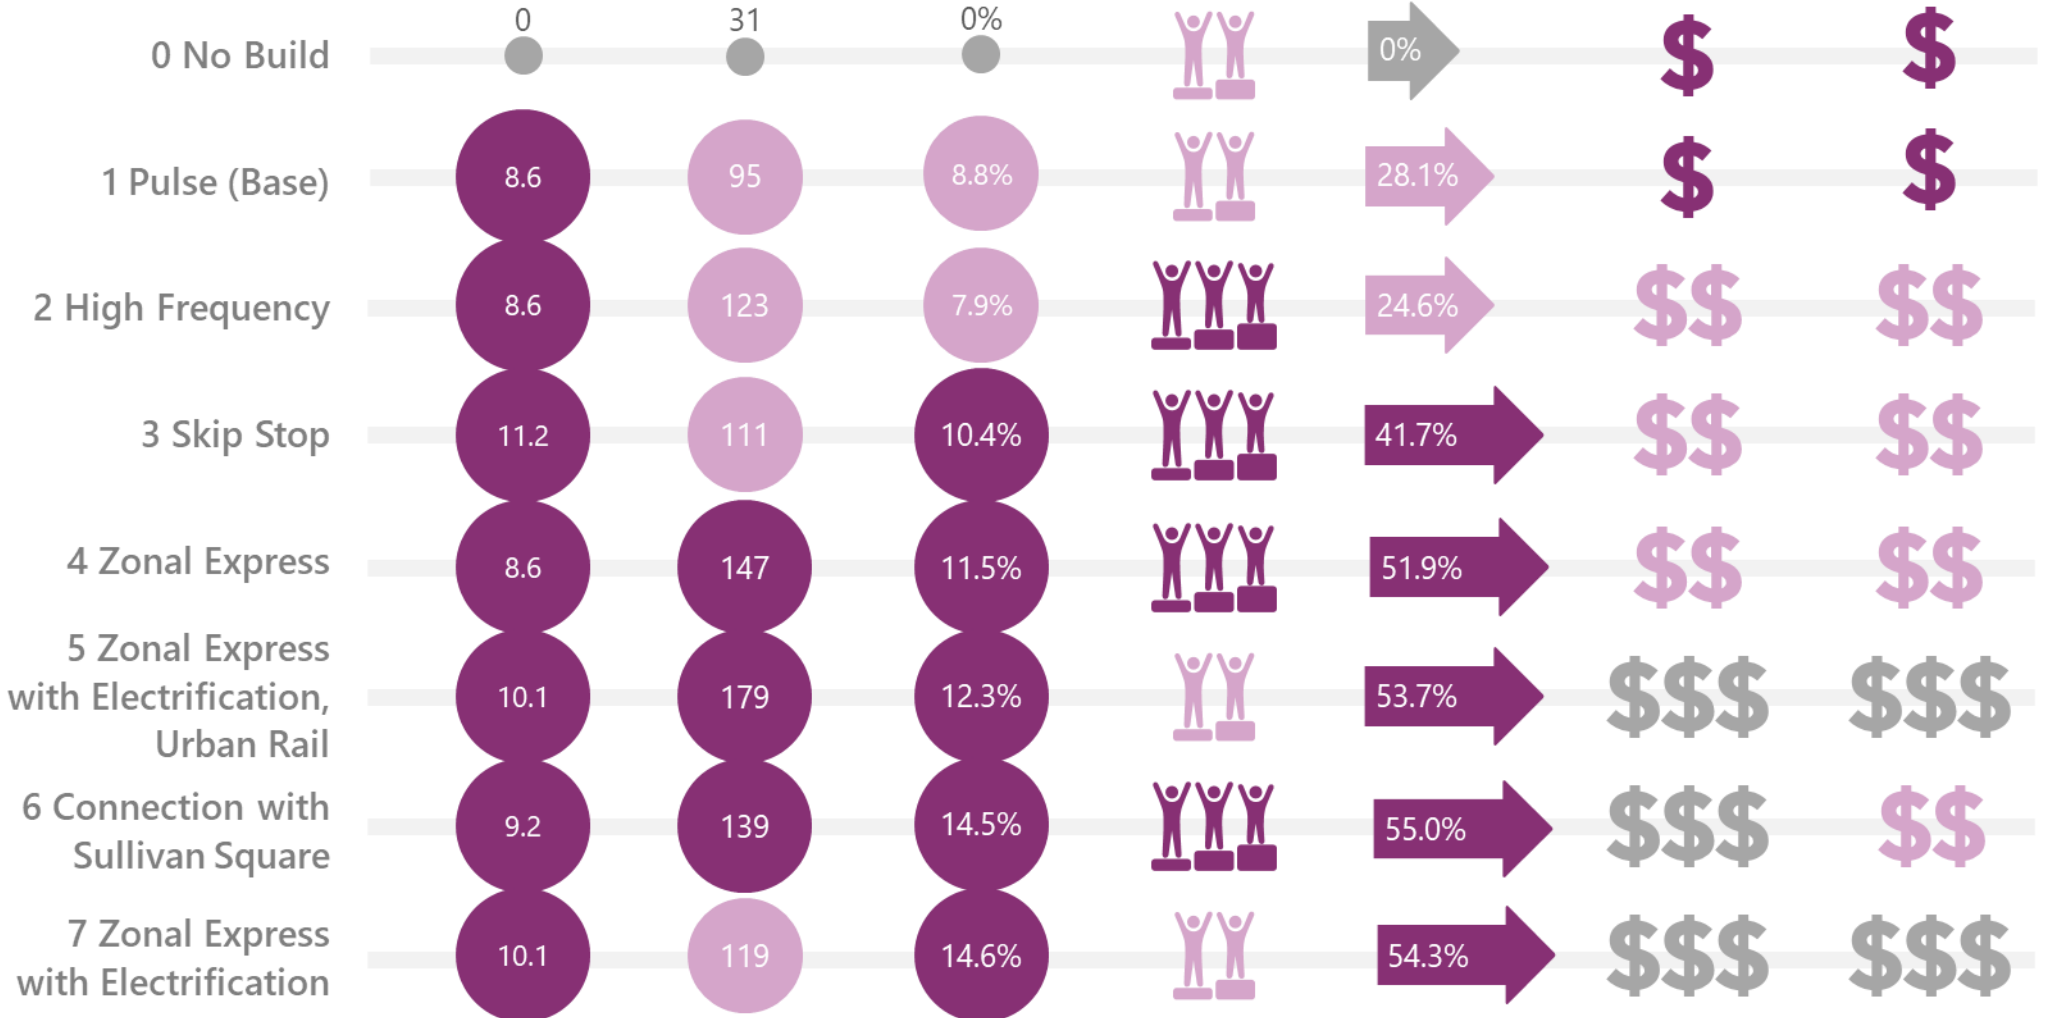 0 31 0%
0 No Build 0% $ $
1 Pulse (Base) 8.6 95 8.8% 28.1% $ $
2 High Frequency 8.6 123 7.9% 24.6% $$ $$
3 Skip Stop 11.2 111 10.4% 41.7% $$ $$
4 Zonal Express 8.6 147 11.5% 51.9% $$ $$
5 Zonal Express
with Electrification, 10.1 179 12.3% 53.7% $$$ $$$
Urban Rail
6 Connection with 9.2 139 14.5% 55.0% $$$ $$
Sullivan Square
7 Zonal Express 10.1 119 14.6% 54.3% $$$ $$$
with Electrification